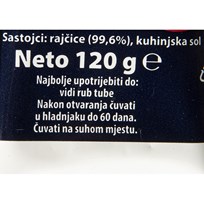 Sastojci: rajčice (99,6%), kuhinjska sol
Neto 120 g ℮
Najbolje upotrijebiti do:
vidi rub tube
Nakon otvaranja čuvati
u hladnjaku do 60 dana.
Čuvati na suhom mjestu.